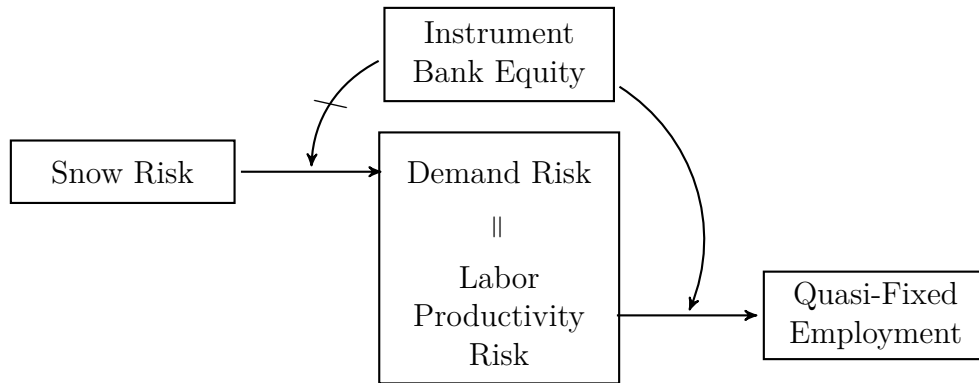 Instrument
Bank Equity
Snow Risk
Demand Risk
=
Labor
Productivity
Risk
Quasi-Fixed
Employment